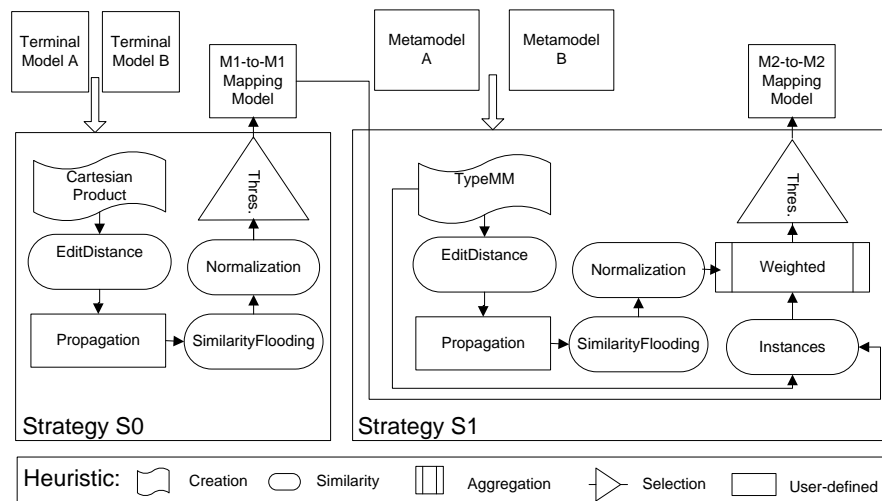 Terminal
Model A
Terminal
Model B
M1-to-M1
Mapping
Model
Metamodel
A
Metamodel
B
M2-to-M2
Mapping
Model
Cartesian
Product
Thres.
EditDistance
Normalization
Propagation
SimilarityFlooding
Strategy S0
TypeMM
Thres.
EditDistance
Normalization
Weighted
Propagation
SimilarityFlooding
Instances
Strategy S1
Heuristic:
Creation
Similarity
Aggregation
Selection
User-defined